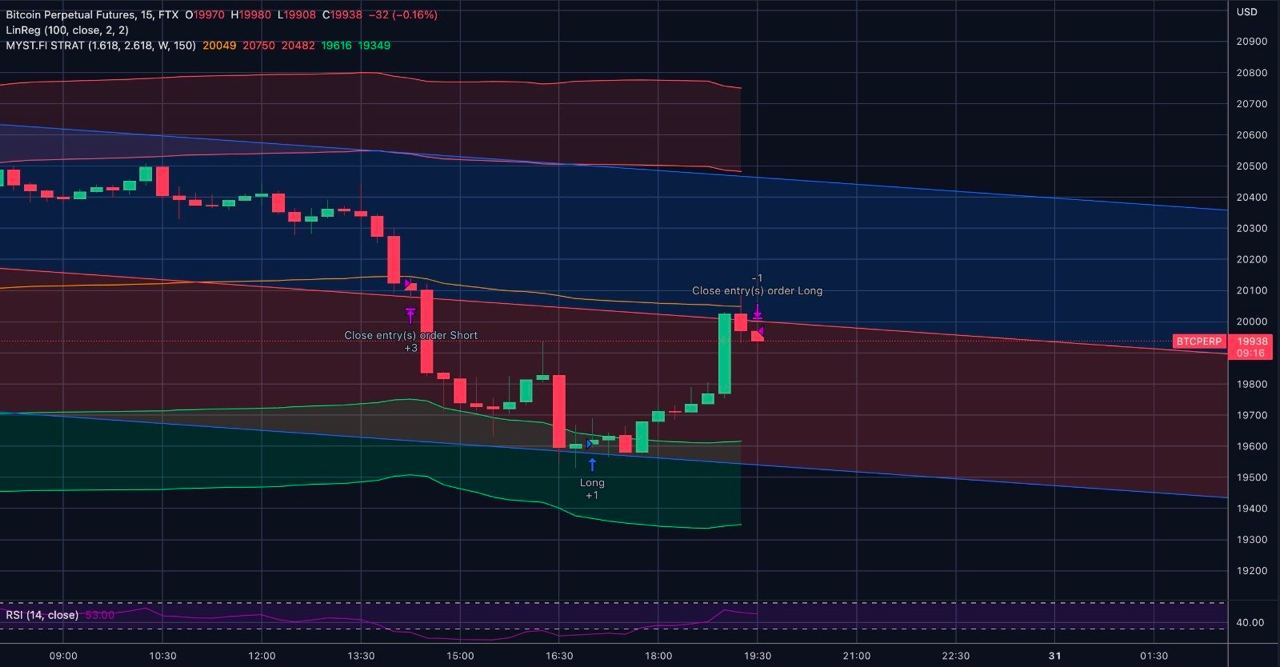 Bitcoin Perpetual Futures, 15, FTX O19970 H19980 L19908 C19938 −32 (−0.16%)
LinReg (100, close, 2, 2)
MYST.FI STRAT (1.618, 2.618, W, 150) 20049 20750 20482 19616 19349
USD
20900
20800
20700
20600
20500
20400
20300
20200
20100
20000
-1
Close entry(s) order Long
Close entry(s) order Short
+3
BTCPERP 19938
09:16
19800
19700
19600
19500
19400
19300
19200
Long
+1
RSI (14, close) 53.00
40.00
09:00 10:30 12:00 13:30 15:00 16:30 18:00 19:30 21:00 22:30 31 01:30